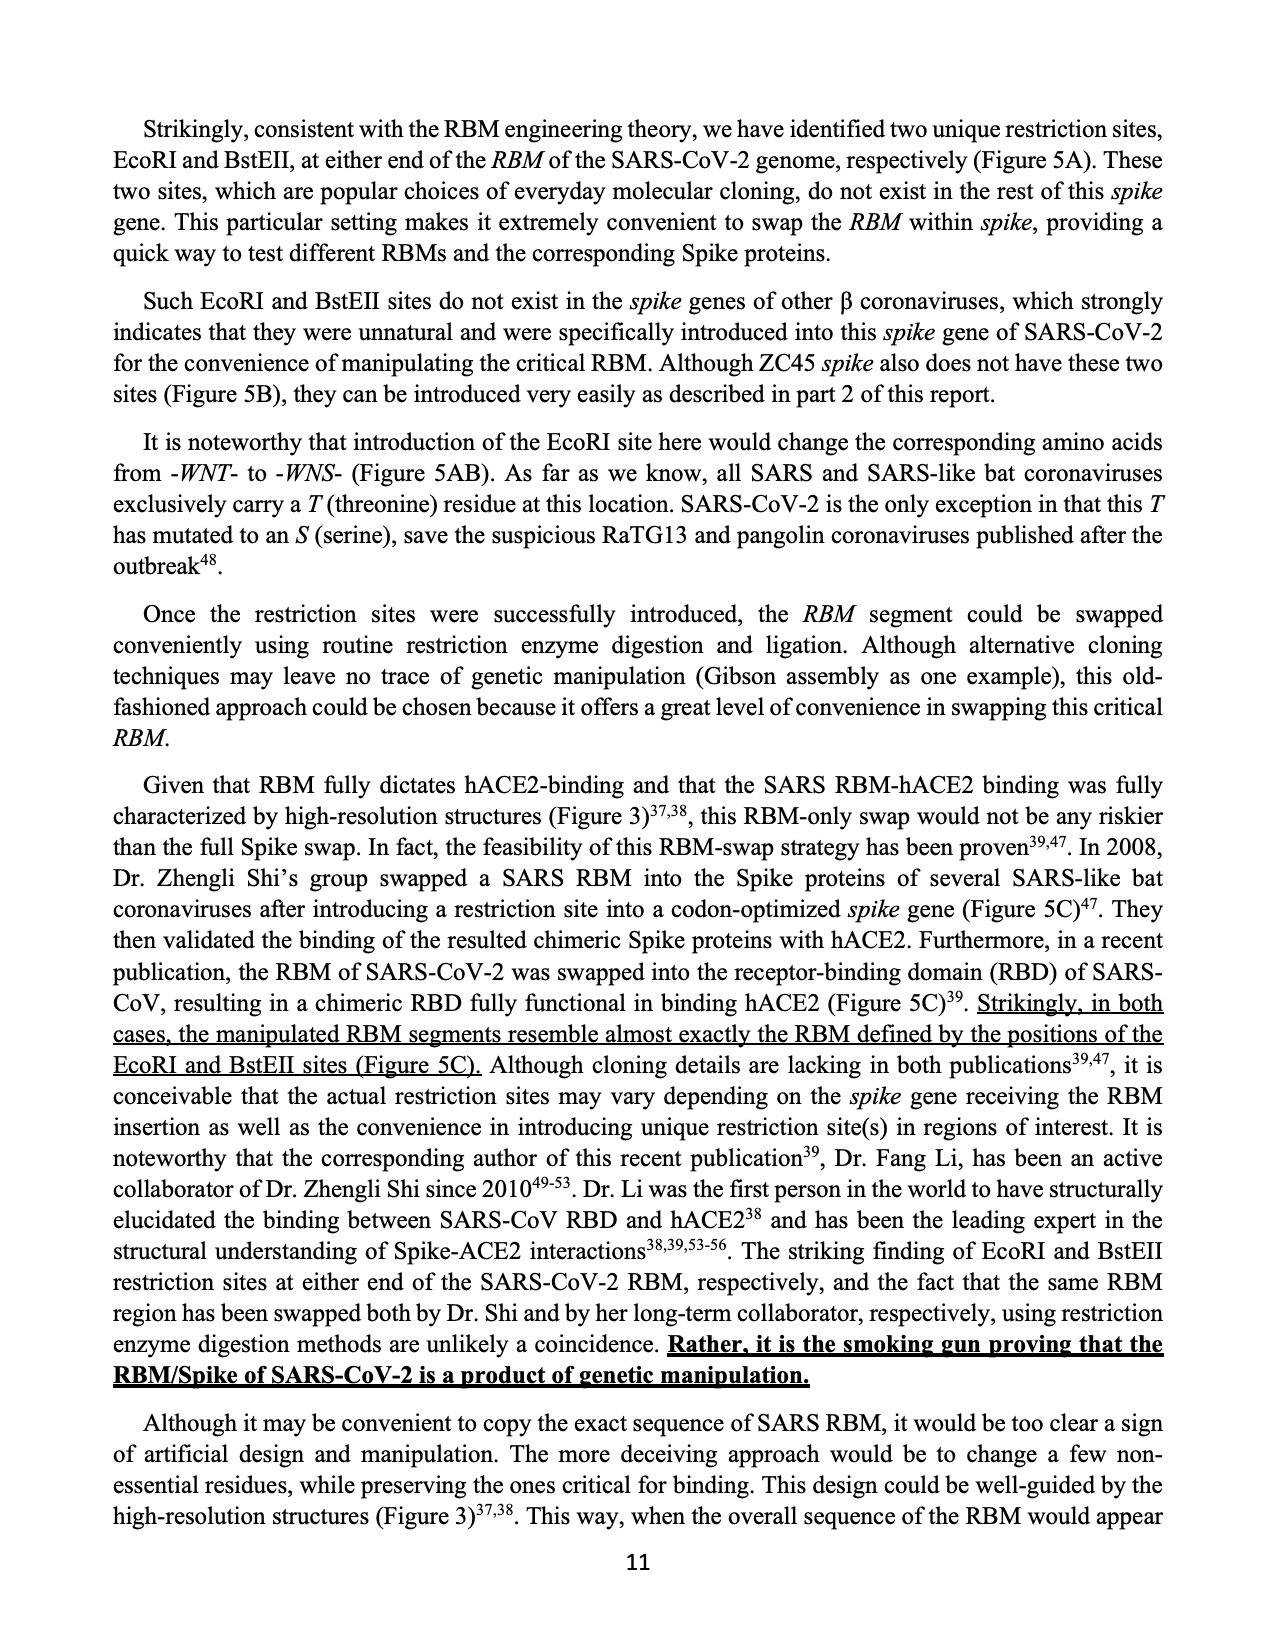 Strikingly, consistent with the RBM engineering theory, we have identified two unique restriction sites,
EcoRI and BstEII, at either end of the RBM of the SARS-CoV-2 genome, respectively (Figure 5A). These
two sites, which are popular choices of everyday molecular cloning, do not exist in the rest of this spike
gene. This particular setting makes it extremely convenient to swap the RBM within spike, providing a
quick way to test different RBMs and the corresponding Spike proteins.
Such EcoRI and BstEII sites do not exist in the spike genes of other β coronaviruses, which strongly
indicates that they were unnatural and were specifically introduced into this spike gene of SARS-CoV-2
for the convenience of manipulating the critical RBM. Although ZC45 spike also does not have these two
sites (Figure 5B), they can be introduced very easily as described in part 2 of this report.
It is noteworthy that introduction of the EcoRI site here would change the corresponding amino acids
from -WNT- to -WNS- (Figure 5AB). As far as we know, all SARS and SARS-like bat coronaviruses
exclusively carry a T (threonine) residue at this location. SARS-CoV-2 is the only exception in that this T
has mutated to an S (serine), save the suspicious RaTG13 and pangolin coronaviruses published after the
outbreak48.
Once the restriction sites were successfully introduced, the RBM segment could be swapped
conveniently using routine restriction enzyme digestion and ligation. Although alternative cloning
techniques may leave no trace of genetic manipulation (Gibson assembly as one example), this old-
fashioned approach could be chosen because it offers a great level of convenience in swapping this critical
RBM.
Given that RBM fully dictates hACE2-binding and that the SARS RBM-hACE2 binding was fully
characterized by high-resolution structures (Figure 3)37,38, this RBM-only swap would not be any riskier
than the full Spike swap. In fact, the feasibility of this RBM-swap strategy has been proven39,47. In 2008,
Dr. Zhengli Shi’s group swapped a SARS RBM into the Spike proteins of several SARS-like bat
coronaviruses after introducing a restriction site into a codon-optimized spike gene (Figure 5C)47. They
then validated the binding of the resulted chimeric Spike proteins with hACE2. Furthermore, in a recent
publication, the RBM of SARS-CoV-2 was swapped into the receptor-binding domain (RBD) of SARS-
CoV, resulting in a chimeric RBD fully functional in binding hACE2 (Figure 5C)39. Strikingly, in both
cases, the manipulated RBM segments resemble almost exactly the RBM defined by the positions of the
EcoRI and BstEII sites (Figure 5C). Although cloning details are lacking in both publications39,47, it is
conceivable that the actual restriction sites may vary depending on the spike gene receiving the RBM
insertion as well as the convenience in introducing unique restriction site(s) in regions of interest. It is
noteworthy that the corresponding author of this recent publication39, Dr. Fang Li, has been an active
collaborator of Dr. Zhengli Shi since 201049-53. Dr. Li was the first person in the world to have structurally
elucidated the binding between SARS-CoV RBD and hACE238 and has been the leading expert in the
structural understanding of Spike-ACE2 interactions38,39,53-56. The striking finding of EcoRI and BstEII
restriction sites at either end of the SARS-CoV-2 RBM, respectively, and the fact that the same RBM
region has been swapped both by Dr. Shi and by her long-term collaborator, respectively, using restriction
enzyme digestion methods are unlikely a coincidence. Rather, it is the smoking gun proving that the
RBM/Spike of SARS-CoV-2 is a product of genetic manipulation.
Although it may be convenient to copy the exact sequence of SARS RBM, it would be too clear a sign
of artificial design and manipulation. The more deceiving approach would be to change a few non-
essential residues, while preserving the ones critical for binding. This design could be well-guided by the
high-resolution structures (Figure 3)37,38. This way, when the overall sequence of the RBM would appear
11